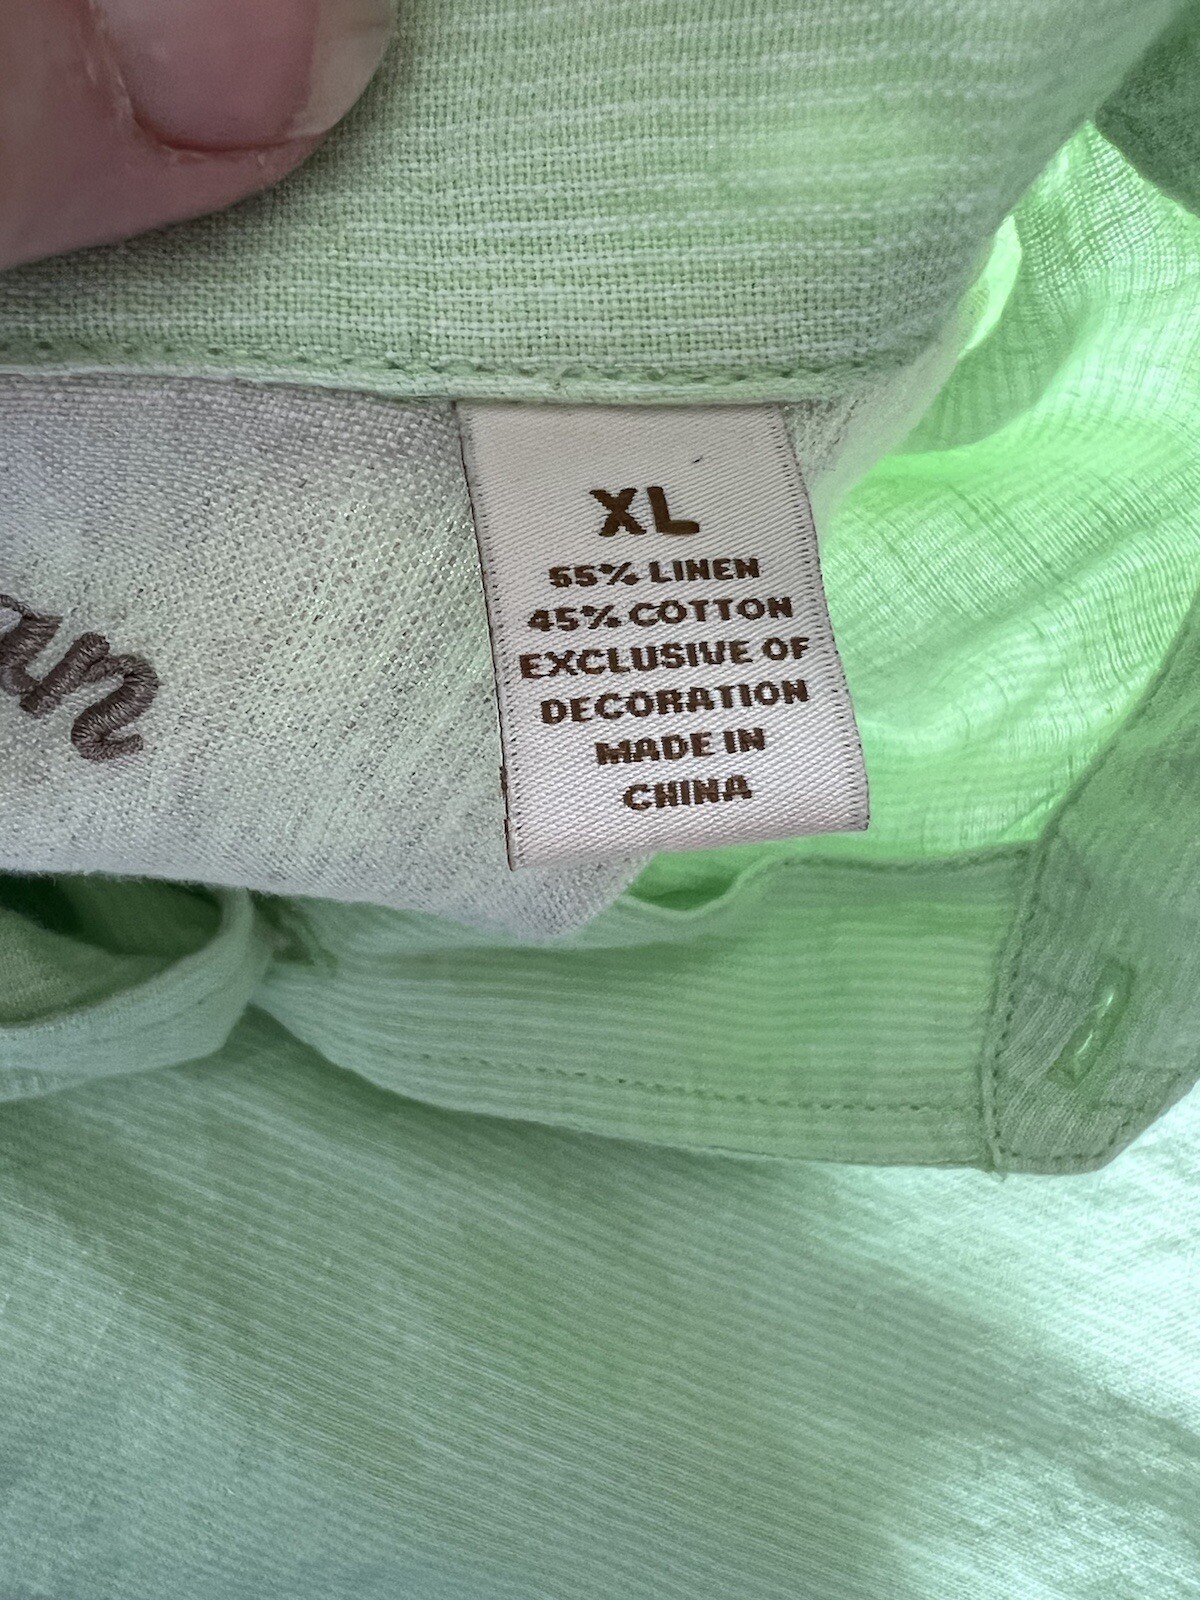 XL
55% LINEN
45% COTTON
EXCLUSIVE OF
DECORATION
MADE IN
CHINA